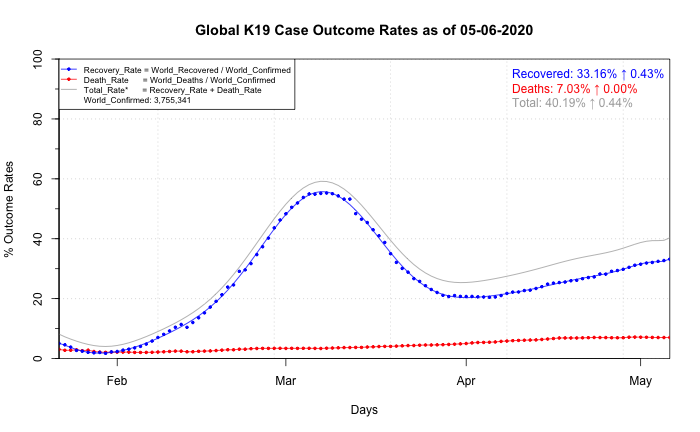 Global K19 Case Outcome Rates as of 05-06-2020
Recovery_Rate = World_Recovered / World_Confirmed
Death_Rate = World_Deaths / World_Confirmed
Total_Rate* = Recovery_Rate + Death_Rate
World_Confirmed: 3,755,341
Recovered: 33.16% ↑ 0.43%
Deaths: 7.03% ↑ 0.00%
Total: 40.19% ↑ 0.44%
% Outcome Rates
100
80
60
40
20
0
Feb Mar Apr May
Days